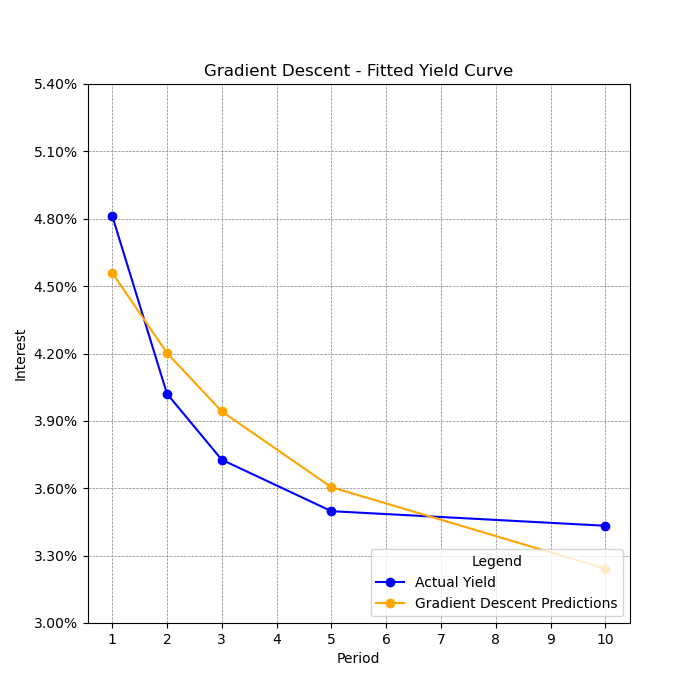 Gradient Descent - Fitted Yield Curve
5.40%
5.10%
4.80%
4.50%
4.20%
3.90%
3.60%
3.30%
3.00%
Interest
Legend
Actual Yield
Gradient Descent Predictions
1 2 3 4 5 6 7 8 9 10
Period